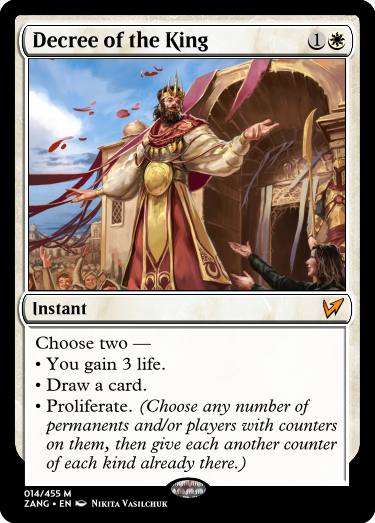 Decree of the King 1
Instant
Choose two —
• You gain 3 life.
• Draw a card.
• Proliferate. (Choose any number of
permanents and/or players with counters
on them, then give each another counter
of each kind already there.)
014/455 M
ZANG • EN Nikita Vasilchuk